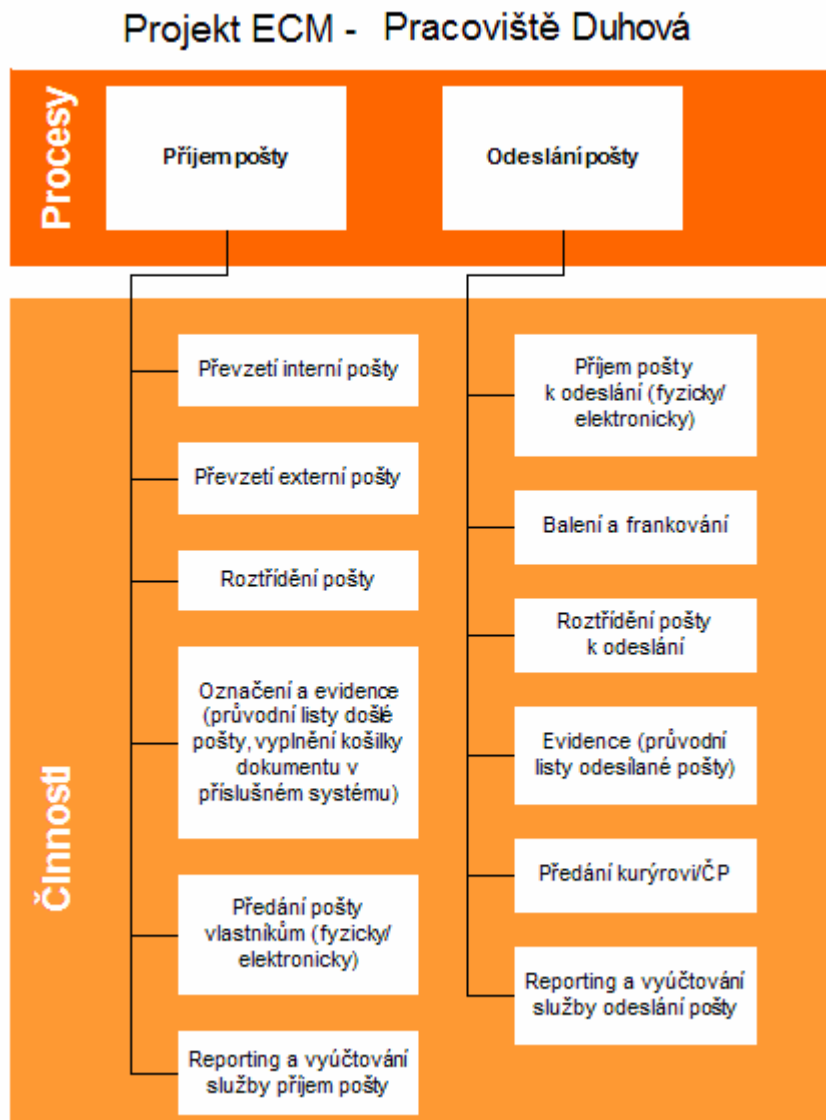 Projekt ECM - Pracoviště Duhová
Procesy
Příjem pošty
Odeslání pošty
Činnosti
Převzetí interní pošty
Převzetí externí pošty
Roztřídění pošty
Označení a evidence
(průvodní listy došlé
pošty, vyplnění košilky
dokumentu v
příslušném systému)
Předání pošty
vlastníkům (fyzicky/
elektronicky)
Reporting a vyúčtování
služby příjem pošty
Příjem pošty
k odeslání (fyzicky/
elektronicky)
Balení a frankování
Roztřídění pošty
k odeslání
Evidence (průvodní
listy odesílané pošty)
Předání kurýrovi/ČP
Reporting a vyúčtování
služby odeslání pošty